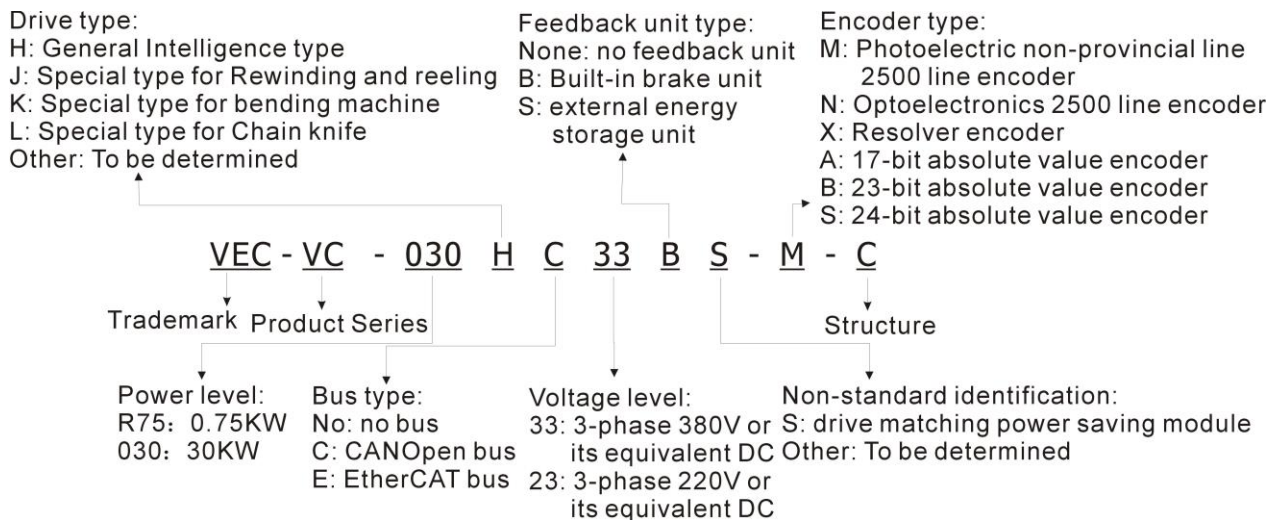 Drive type:
H: General Intelligence type
J: Special type for Rewinding and reeling
K: Special type for bending machine
L: Special type for Chain knife
Other: To be determined
Feedback unit type:
None: no feedback unit
B: Built-in brake unit
S: external energy
storage unit
Encoder type:
M: Photoelectric non-provincial line
2500 line encoder
N: Optoelectronics 2500 line encoder
X: Resolver encoder
A: 17-bit absolute value encoder
B: 23-bit absolute value encoder
S: 24-bit absolute value encoder
VEC - VC - 030 H C 33 B S - M - C
Trademark
Product Series
Structure
Power level:
R75：0.75KW
030：30KW
Bus type:
No: no bus
C: CANOpen bus
E: EtherCAT bus
Voltage level:
33: 3-phase 380V or
its equivalent DC
23: 3-phase 220V or
its equivalent DC
Non-standard identification:
S: drive matching power saving module
Other: To be determined